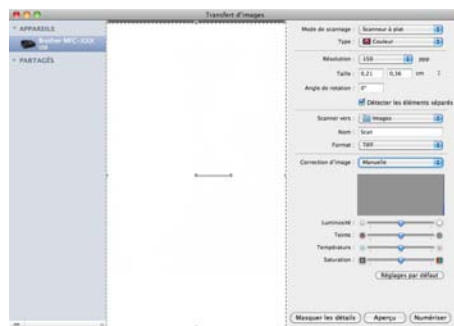 Transfert d'images
APPAREILS
Brother MFC-XXX
PARTAGÉS
Mode de scannage : Scanneur à plat
Type : Couleur
Résolution : 150 ppp
Taille : 0,21 0,36 cm
Angle de rotation : 0°
Détecter les éléments séparés
Scanner vers : Images
Nom : Scan
Format : TIFF
Correction d'image : Manuelle
Luminosité :
Teinte :
Température :
Saturation :
Réglages par défaut
Masquer les détails Aperçu Numériser